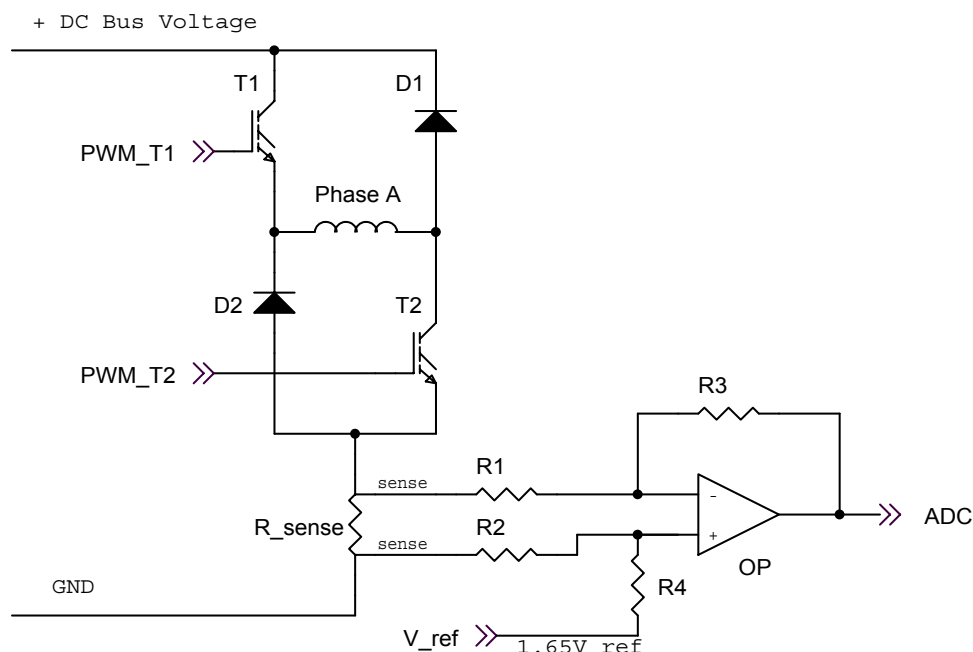 + DC Bus Voltage
T1
D1
PWM_T1
Phase A
D2
T2
PWM_T2
R3
R1
sense
-
R_sense
R2
sense
+
ADC
OP
GND
R4
V_ref
1.65V ref